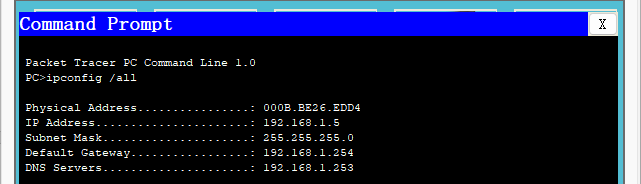 Command Prompt
X
Packet Tracer PC Command Line 1.0
PC>ipconfig /all
Physical Address................: 000B.BE26.EDD4
IP Address......................: 192.168.1.5
Subnet Mask.....................: 255.255.255.0
Default Gateway.................: 192.168.1.254
DNS Servers.....................: 192.168.1.253